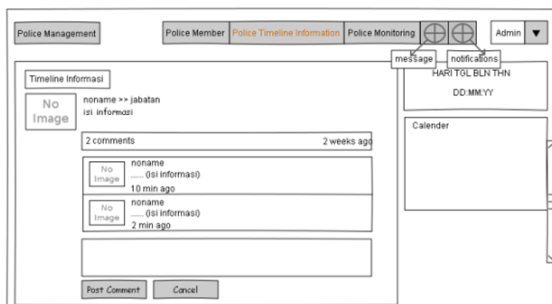 Police Management
Police Member
Police Timeline Information
Police Monitoring
Admin
message
notifications
HARI TGL BLN THN
DD:MM:YY
Timeline Informasi
No
Image
noname >> jabatan
isi informasi
Calender
2 comments
2 weeks ago
No
Image
noname
..... (isi informasi)
10 min ago
No
Image
noname
..... (isi informasi)
2 min ago
Post Comment
Cancel